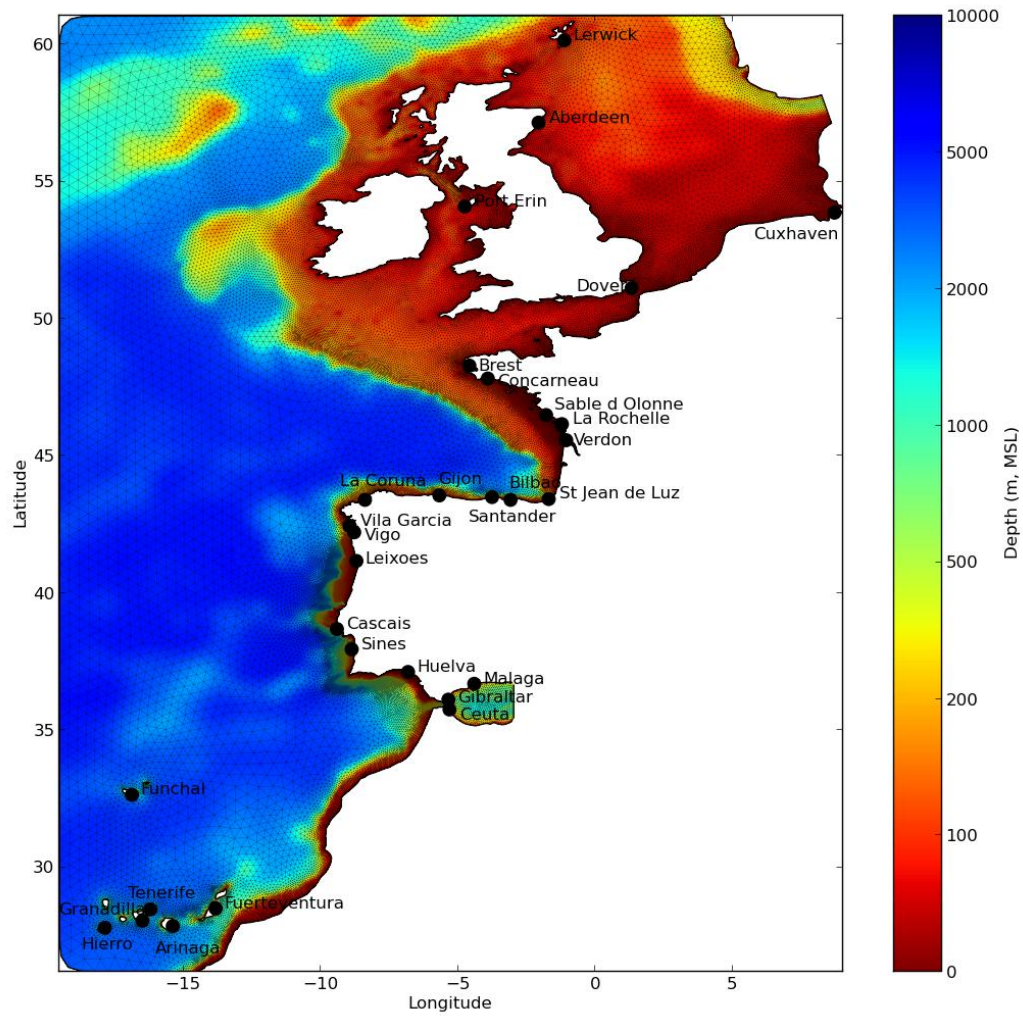 60
55
50
45
40
35
30
Latitude
−15
−10
−5
0
5
Longitude
Lerwick
Aberdeen
Port Erin
Cuxhaven
Dover
Brest
Concarneau
Sable d Olonne
La Rochelle
Verdon
La Coruna
Gijon
Bilbao
St Jean de Luz
Santander
Vila Garcia
Vigo
Leixoes
Cascais
Sines
Huelva
Malaga
Gibraltar
Ceuta
Funchal
Tenerife
Granadilla
Fuerteventura
Hierro
Arinaga
10000
5000
2000
1000
500
200
100
0
Depth (m, MSL)